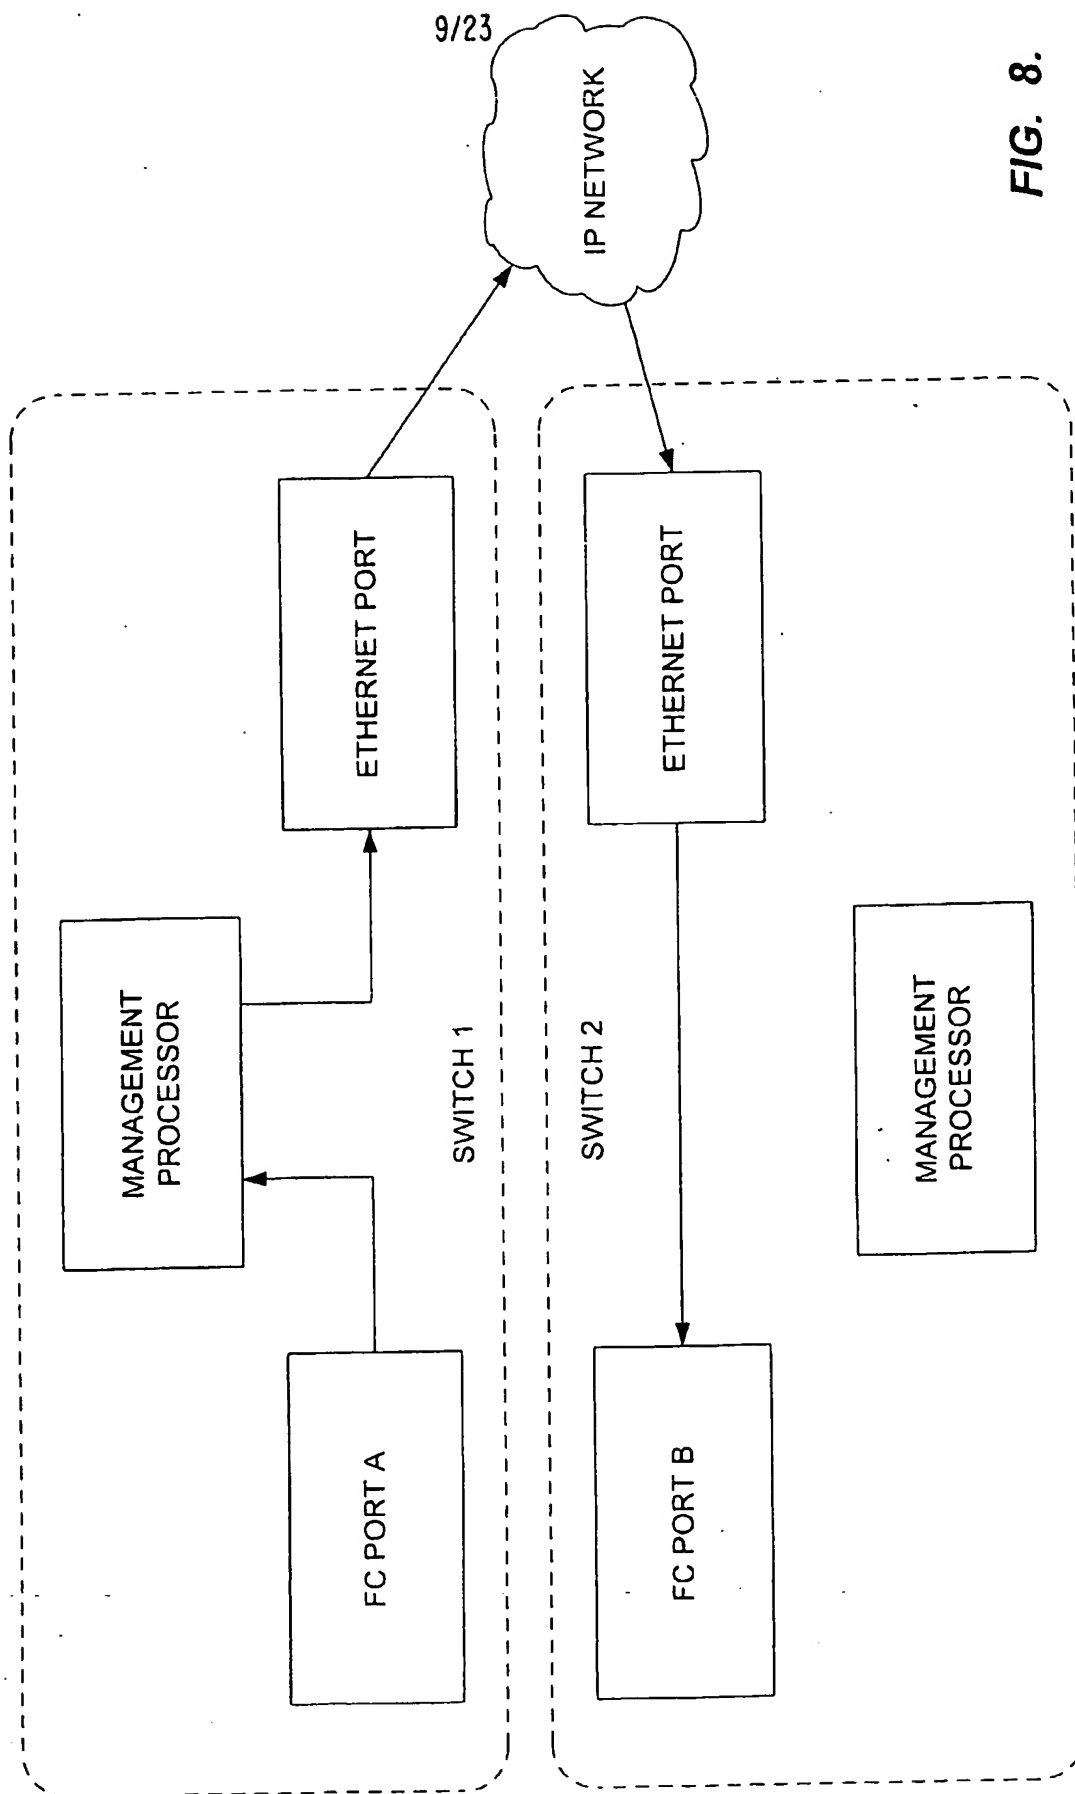 9/23
MANAGEMENT
PROCESSOR
FC PORT A
ETHERNET PORT
SWITCH 1
IP NETWORK
SWITCH 2
FC PORT B
ETHERNET PORT
MANAGEMENT
PROCESSOR
FIG. 8.